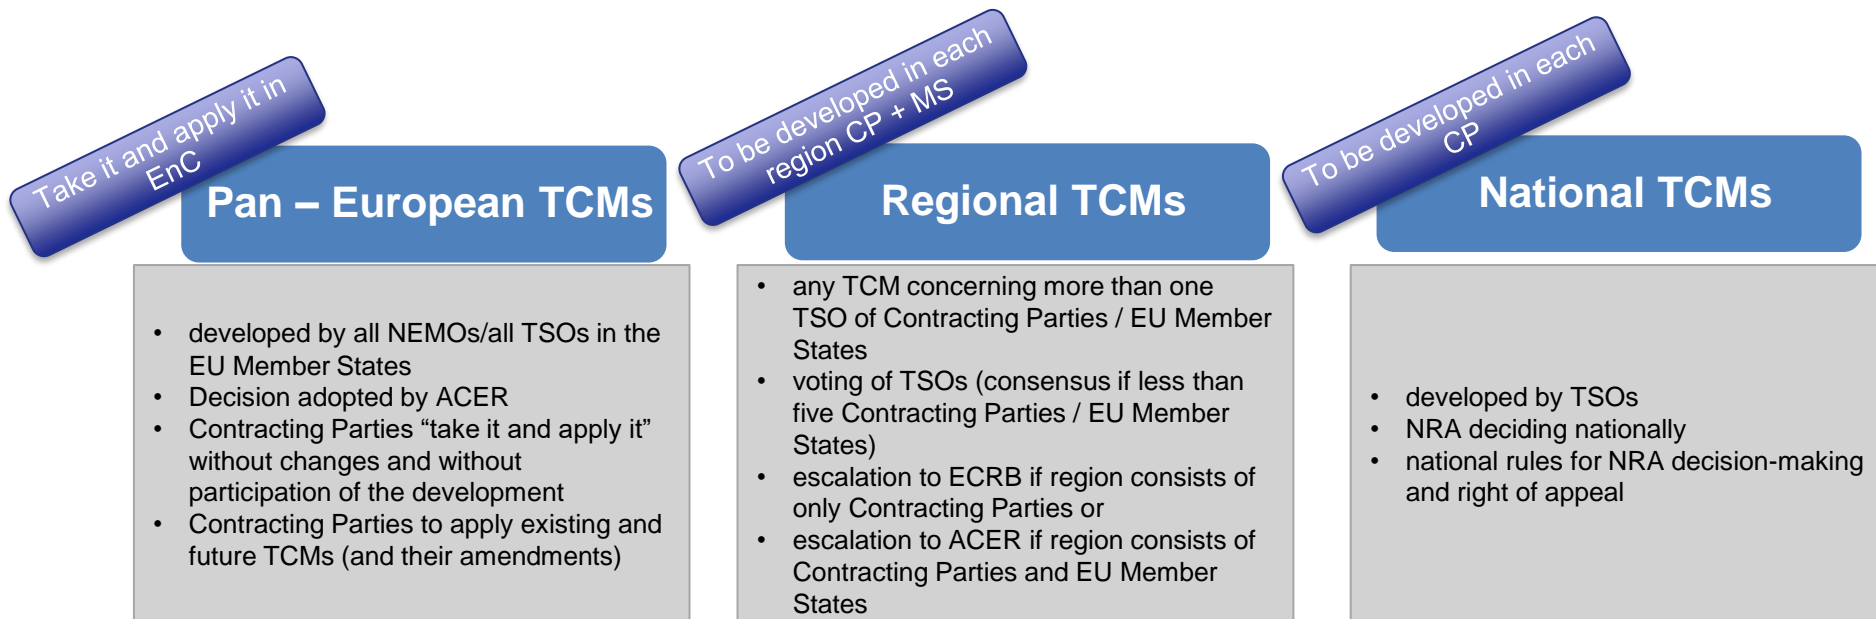 Take it and apply it in
EnC
Pan – European TCMs
• developed by all NEMOs/all TSOs in the
EU Member States
• Decision adopted by ACER
• Contracting Parties “take it and apply it”
without changes and without
participation of the development
• Contracting Parties to apply existing and
future TCMs (and their amendments)
To be developed in each
region CP + MS
Regional TCMs
• any TCM concerning more than one
TSO of Contracting Parties / EU Member
States
• voting of TSOs (consensus if less than
five Contracting Parties / EU Member
States)
• escalation to ECRB if region consists of
only Contracting Parties or
• escalation to ACER if region consists of
Contracting Parties and EU Member
States
To be developed in each
CP
National TCMs
• developed by TSOs
• NRA deciding nationally
• national rules for NRA decision-making
and right of appeal